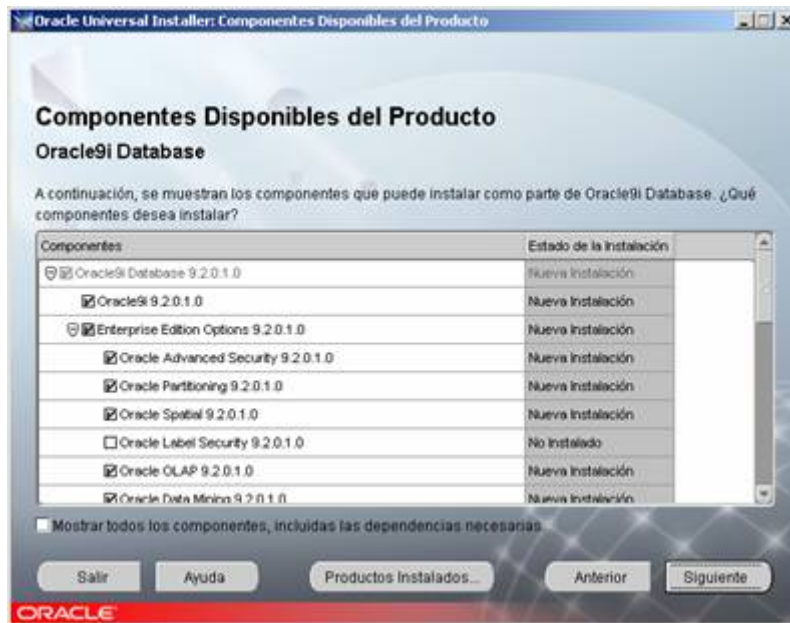 Oracle Universal Installer: Componentes Disponibles del Producto
Componentes Disponibles del Producto
Oracle9i Database
A continuación, se muestran los componentes que puede instalar como parte de Oracle9i Database. ¿Qué
componentes desea instalar?
Componentes Estado de la Instalación
Oracle9i Database 9.2.0.1.0 Nueva Instalación
Oracle9i 9.2.0.1.0 Nueva Instalación
Enterprise Edition Options 9.2.0.1.0 Nueva Instalación
Oracle Advanced Security 9.2.0.1.0 Nueva Instalación
Oracle Partitioning 9.2.0.1.0 Nueva Instalación
Oracle Spatial 9.2.0.1.0 Nueva Instalación
Oracle Label Security 9.2.0.1.0 No Instalado
Oracle OLAP 9.2.0.1.0 Nueva Instalación
Oracle Data Mining 9.2.0.1.0 Nueva Instalación
Mostrar todos los componentes, incluidas las dependencias necesarias
Salir Ayuda Productos Instalados... Anterior Siguiente
ORACLE